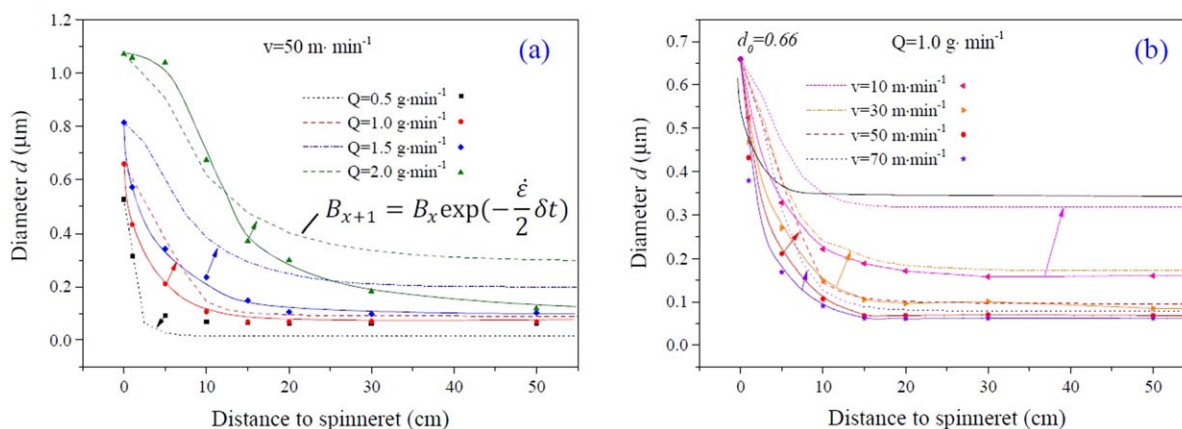 v=50 m· min⁻¹
(a)
Q=0.5 g·min⁻¹
Q=1.0 g·min⁻¹
Q=1.5 g·min⁻¹
Q=2.0 g·min⁻¹
Bₓ₊₁ = Bₓ exp(−ε̇/2 δt)
Diameter d (μm)
1.2
1.0
0.8
0.6
0.4
0.2
0.0
0 10 20 30 40 50
Distance to spinneret (cm)
d₀=0.66
Q=1.0 g· min⁻¹
(b)
v=10 m·min⁻¹
v=30 m·min⁻¹
v=50 m·min⁻¹
v=70 m·min⁻¹
Diameter d (μm)
0.7
0.6
0.5
0.4
0.3
0.2
0.1
0.0
0 10 20 30 40 50
Distance to spinneret (cm)